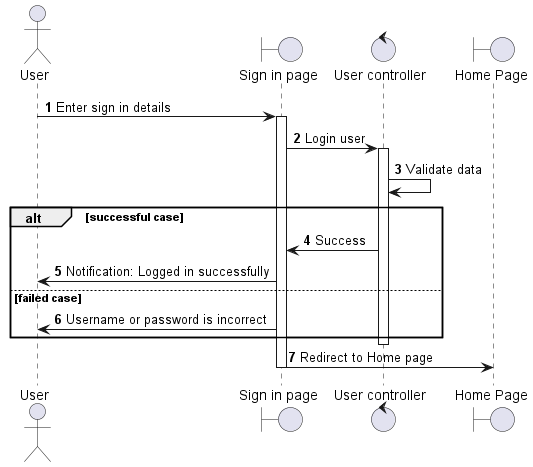 User
Sign in page
User controller
Home Page
1 Enter sign in details
2 Login user
3 Validate data
alt
[successful case]
4 Success
5 Notification: Logged in successfully
[failed case]
6 Username or password is incorrect
7 Redirect to Home page
User
Sign in page
User controller
Home Page